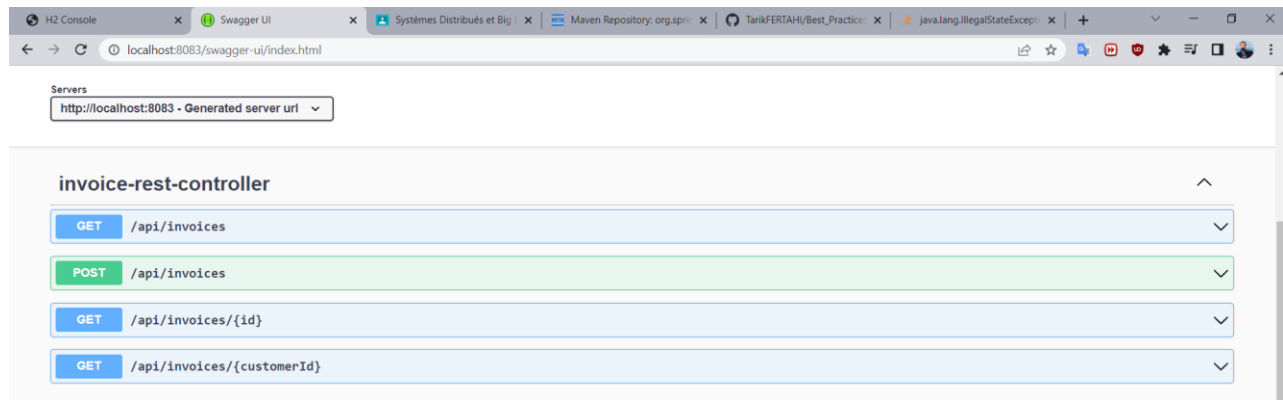 H2 Console
Swagger UI
Systèmes Distribués et Big
Maven Repository: org.sprin
TarikFERTAHI/Best_Practice
java.lang.IllegalStateExcepti
localhost:8083/swagger-ui/index.html
Servers
http://localhost:8083 - Generated server url
invoice-rest-controller
GET /api/invoices
POST /api/invoices
GET /api/invoices/{id}
GET /api/invoices/{customerId}